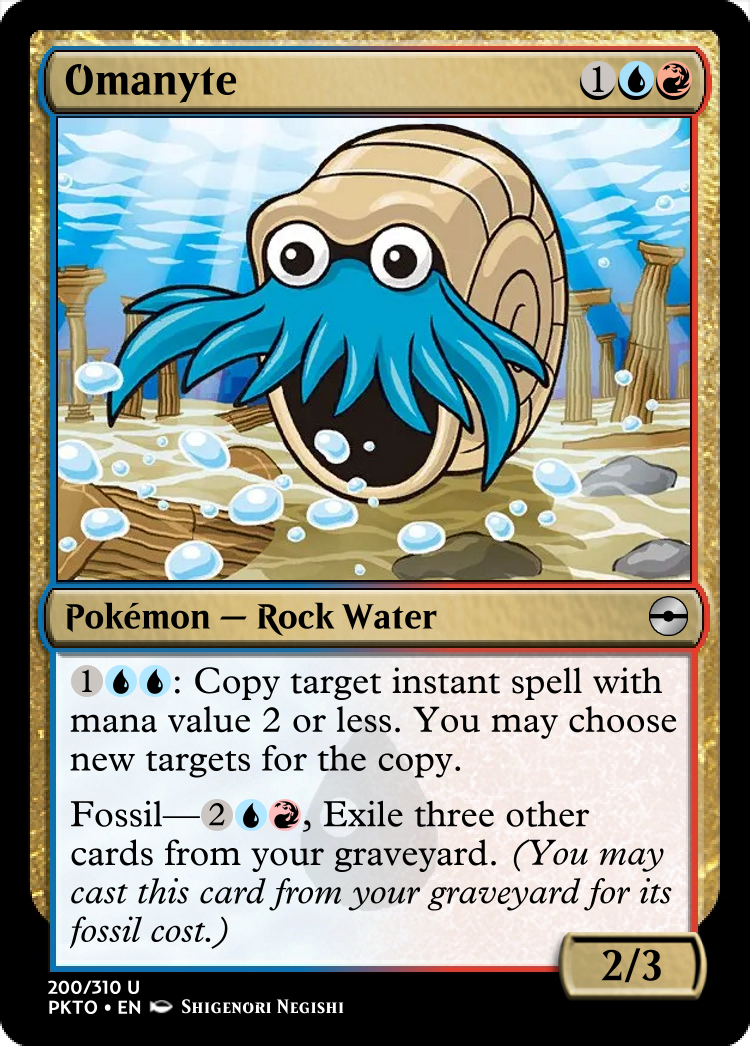 Omanyte 1
Pokémon — Rock Water
1: Copy target instant spell with
mana value 2 or less. You may choose
new targets for the copy.
Fossil—2, Exile three other
cards from your graveyard. (You may
cast this card from your graveyard for its
fossil cost.)
2/3
200/310 U
PKTO • EN Shigenori Negishi